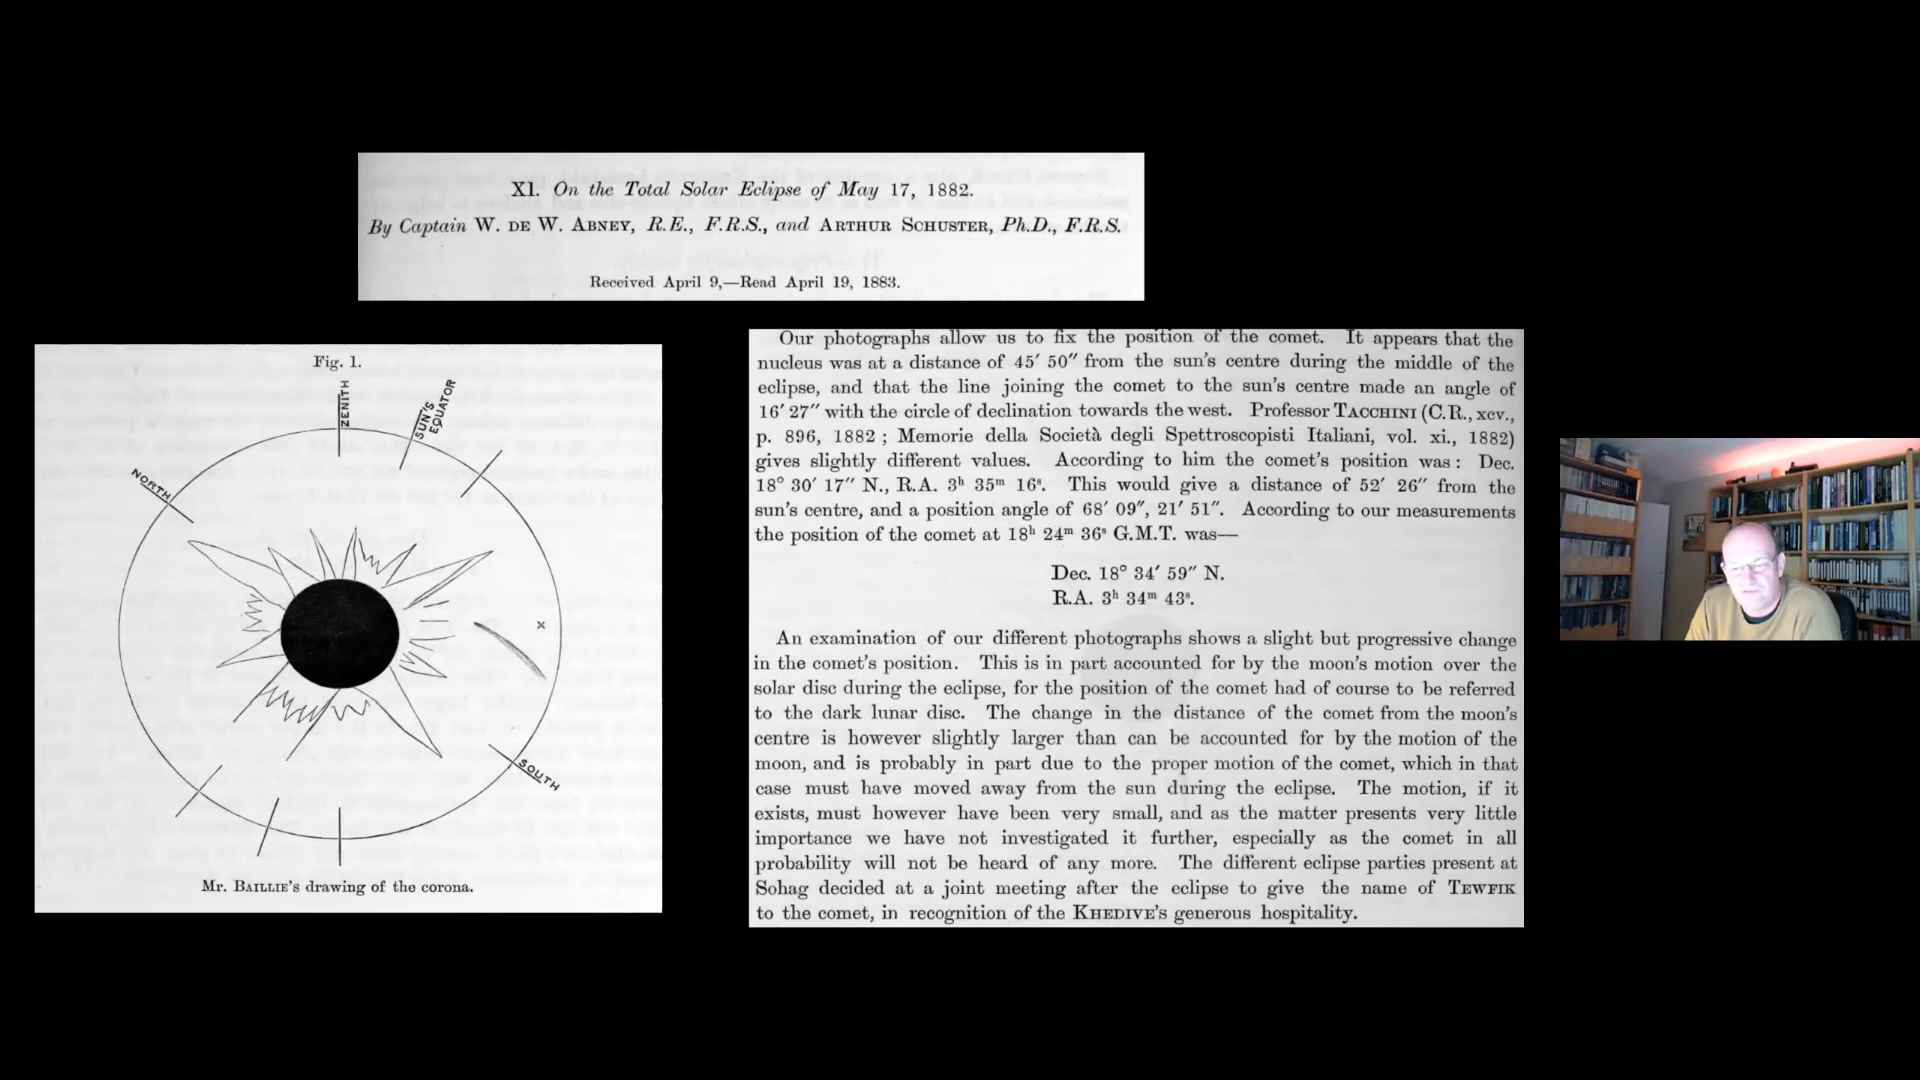 XI. On the Total Solar Eclipse of May 17, 1882.
By Captain W. DE W. ABNEY, R.E., F.R.S., and ARTHUR SCHUSTER, Ph.D., F.R.S.
Received April 9,—Read April 19, 1883.
Fig. 1.
ZENITH
SUN'S
EQUATOR
NORTH
SOUTH
Mr. BAILLIE's drawing of the corona.
Our photographs allow us to fix the position of the comet. It appears that the
nucleus was at a distance of 45′ 50″ from the sun's centre during the middle of the
eclipse, and that the line joining the comet to the sun's centre made an angle of
16′ 27″ with the circle of declination towards the west. Professor TACCHINI (C.R., xcv.,
p. 896, 1882 ; Memorie della Società degli Spettroscopisti Italiani, vol. xi., 1882)
gives slightly different values. According to him the comet's position was : Dec.
18° 30′ 17″ N., R.A. 3ʰ 35ᵐ 16ˢ. This would give a distance of 52′ 26″ from the
sun's centre, and a position angle of 68′ 09″, 21′ 51″. According to our measurements
the position of the comet at 18ʰ 24ᵐ 36ˢ G.M.T. was—
Dec. 18° 34′ 59″ N.
R.A. 3ʰ 34ᵐ 43ˢ.
An examination of our different photographs shows a slight but progressive change
in the comet's position. This is in part accounted for by the moon's motion over the
solar disc during the eclipse, for the position of the comet had of course to be referred
to the dark lunar disc. The change in the distance of the comet from the moon's
centre is however slightly larger than can be accounted for by the motion of the
moon, and is probably in part due to the proper motion of the comet, which in that
case must have moved away from the sun during the eclipse. The motion, if it
exists, must however have been very small, and as the matter presents very little
importance we have not investigated it further, especially as the comet in all
probability will not be heard of any more. The different eclipse parties present at
Sohag decided at a joint meeting after the eclipse to give the name of TEWFIK
to the comet, in recognition of the KHEDIVE's generous hospitality.